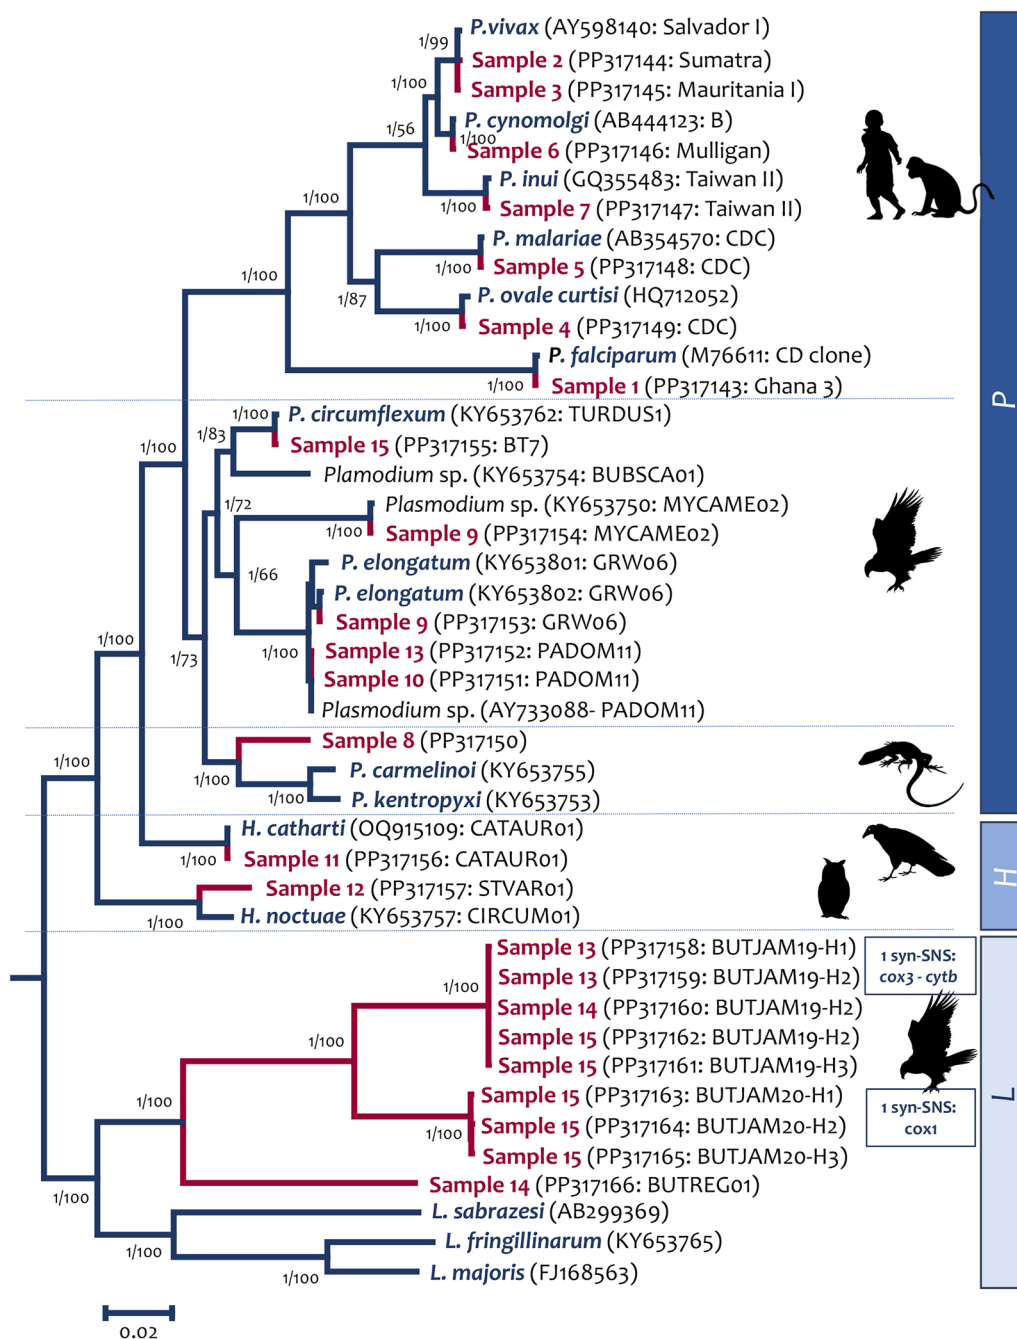 P.vivax (AY598140: Salvador I)
1/99
Sample 2 (PP317144: Sumatra)
1/100
Sample 3 (PP317145: Mauritania I)
P. cynomolgi (AB444123: B)
1/56
1/100
Sample 6 (PP317146: Mulligan)
P. inui (GQ355483: Taiwan II)
1/100
1/100
Sample 7 (PP317147: Taiwan II)
P. malariae (AB354570: CDC)
1/100
1/100
Sample 5 (PP317148: CDC)
P. ovale curtisi (HQ712052)
1/87
1/100
Sample 4 (PP317149: CDC)
P. falciparum (M76611: CD clone)
1/100
Sample 1 (PP317143: Ghana 3)
P
1/100
P. circumflexum (KY653762: TURDUS1)
1/83
1/100
Sample 15 (PP317155: BT7)
Plamodium sp. (KY653754: BUBSCA01)
1/72
Plasmodium sp. (KY653750: MYCAME02)
1/100
Sample 9 (PP317154: MYCAME02)
P. elongatum (KY653801: GRW06)
1/66
P. elongatum (KY653802: GRW06)
Sample 9 (PP317153: GRW06)
1/100
1/73
1/100
Sample 13 (PP317152: PADOM11)
Sample 10 (PP317151: PADOM11)
Plasmodium sp. (AY733088- PADOM11)
Sample 8 (PP317150)
1/100
1/100
P. carmelinoi (KY653755)
1/100
P. kentropyxi (KY653753)
H. catharti (OQ915109: CATAUR01)
1/100
Sample 11 (PP317156: CATAUR01)
H
Sample 12 (PP317157: STVAR01)
1/100
H. noctuae (KY653757: CIRCUM01)
Sample 13 (PP317158: BUTJAM19-H1)
1 syn-SNS:
cox3 - cytb
1/100
Sample 13 (PP317159: BUTJAM19-H2)
Sample 14 (PP317160: BUTJAM19-H2)
1/100
Sample 15 (PP317162: BUTJAM19-H2)
Sample 15 (PP317161: BUTJAM19-H3)
L
1/100
Sample 15 (PP317163: BUTJAM20-H1)
1 syn-SNS:
cox1
1/100
Sample 15 (PP317164: BUTJAM20-H2)
Sample 15 (PP317165: BUTJAM20-H3)
1/100
Sample 14 (PP317166: BUTREG01)
L. sabrazesi (AB299369)
1/100
L. fringillinarum (KY653765)
1/100
L. majoris (FJ168563)
0.02